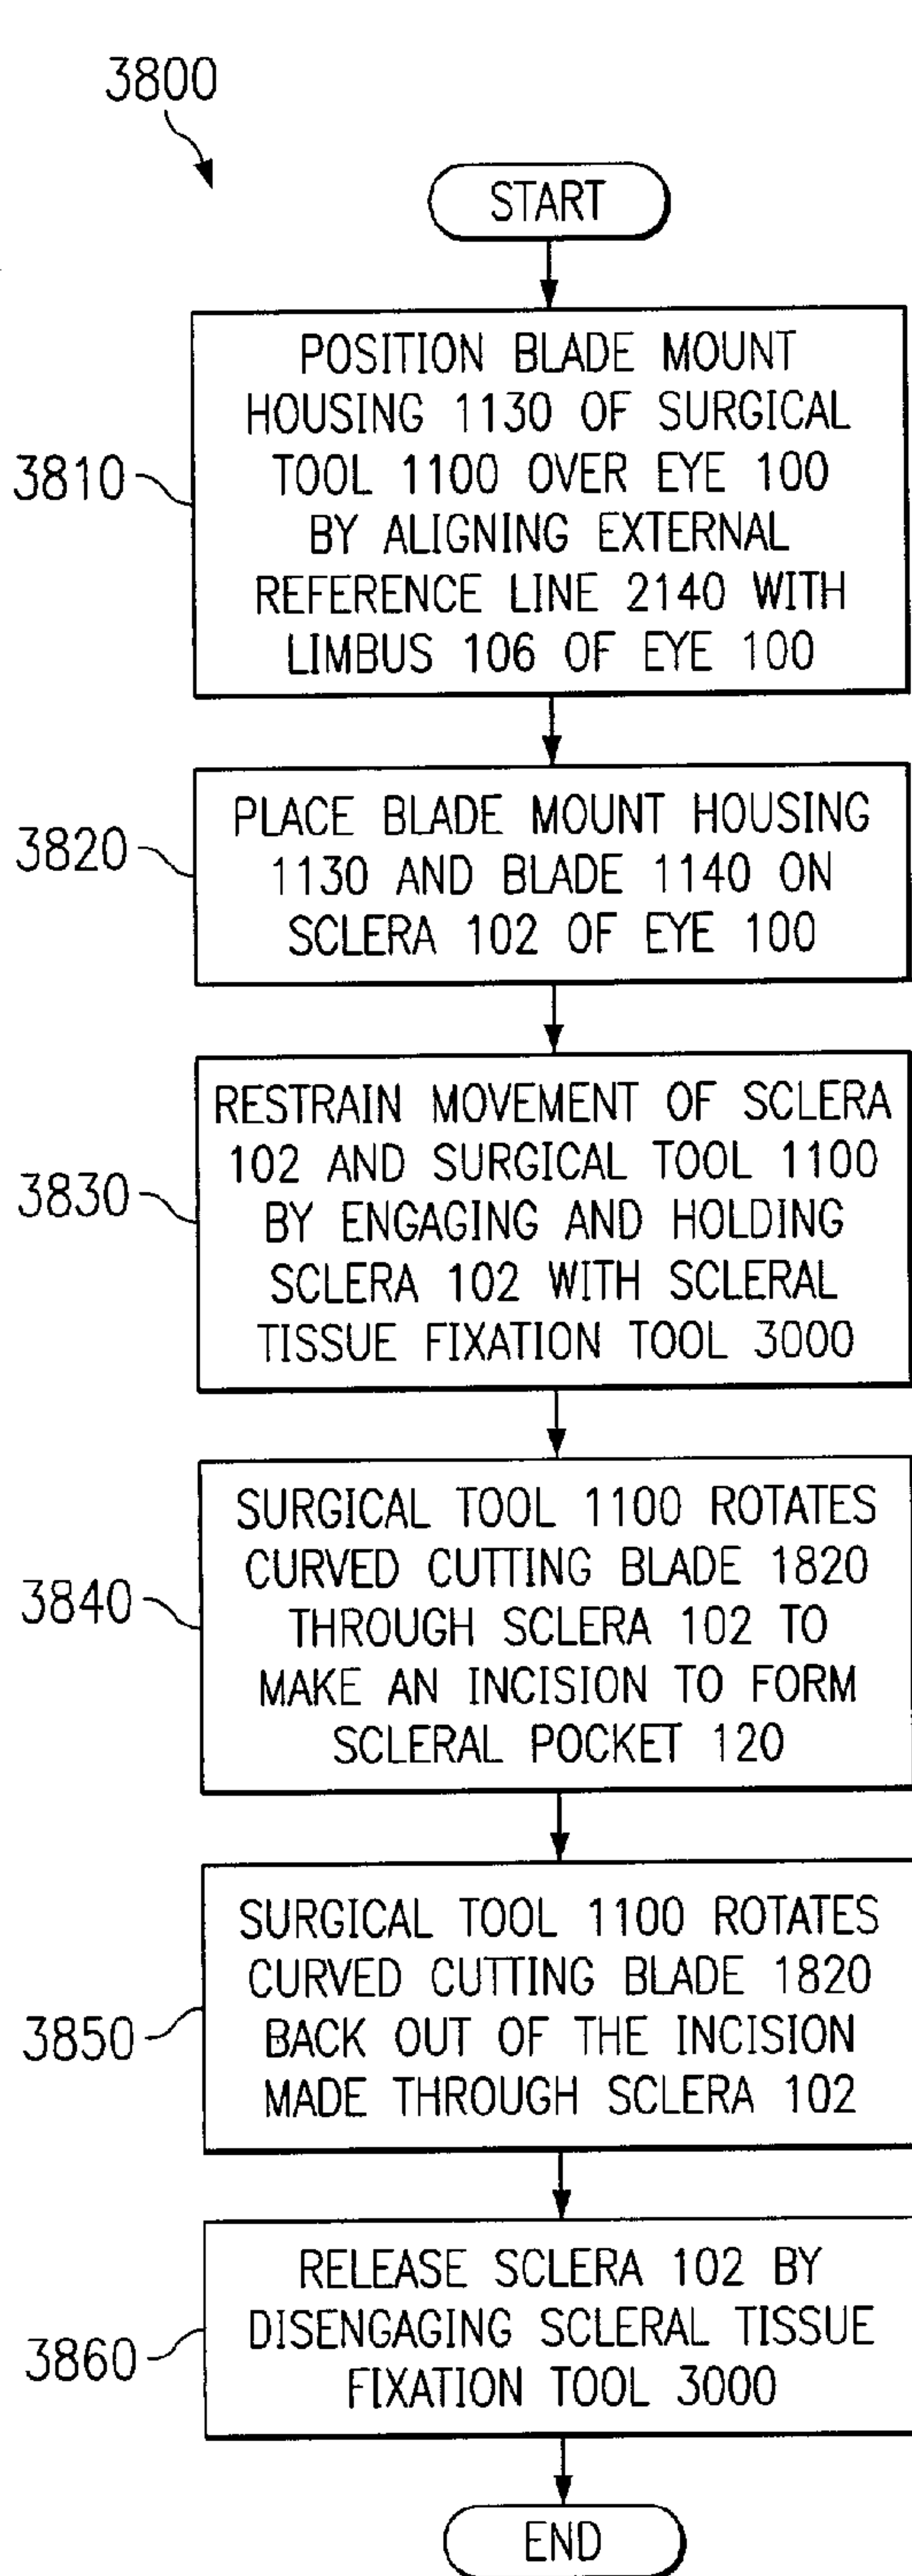 3800
START
3810
POSITION BLADE MOUNT
HOUSING 1130 OF SURGICAL
TOOL 1100 OVER EYE 100
BY ALIGNING EXTERNAL
REFERENCE LINE 2140 WITH
LIMBUS 106 OF EYE 100
3820
PLACE BLADE MOUNT HOUSING
1130 AND BLADE 1140 ON
SCLERA 102 OF EYE 100
3830
RESTRAIN MOVEMENT OF SCLERA
102 AND SURGICAL TOOL 1100
BY ENGAGING AND HOLDING
SCLERA 102 WITH SCLERAL
TISSUE FIXATION TOOL 3000
3840
SURGICAL TOOL 1100 ROTATES
CURVED CUTTING BLADE 1820
THROUGH SCLERA 102 TO
MAKE AN INCISION TO FORM
SCLERAL POCKET 120
3850
SURGICAL TOOL 1100 ROTATES
CURVED CUTTING BLADE 1820
BACK OUT OF THE INCISION
MADE THROUGH SCLERA 102
3860
RELEASE SCLERA 102 BY
DISENGAGING SCLERAL TISSUE
FIXATION TOOL 3000
END